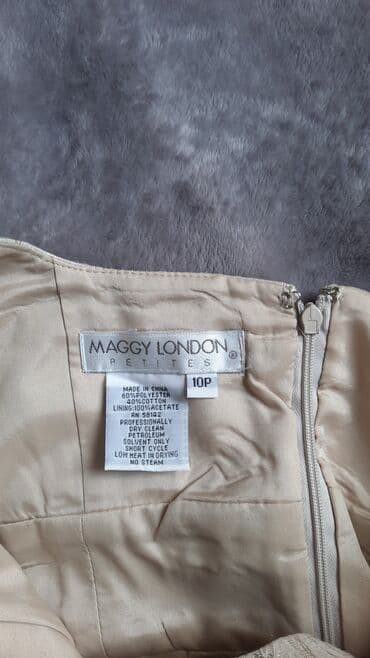 MAGGY LONDON ®
PETITES
10P
MADE IN CHINA
60%POLYESTER
40%COTTON
LINING:100%ACETATE
RN 58182
PROFESSIONALLY
DRY CLEAN
PETROLEUM
SOLVENT ONLY
SHORT CYCLE
LOW HEAT IN DRYING
NO STEAM